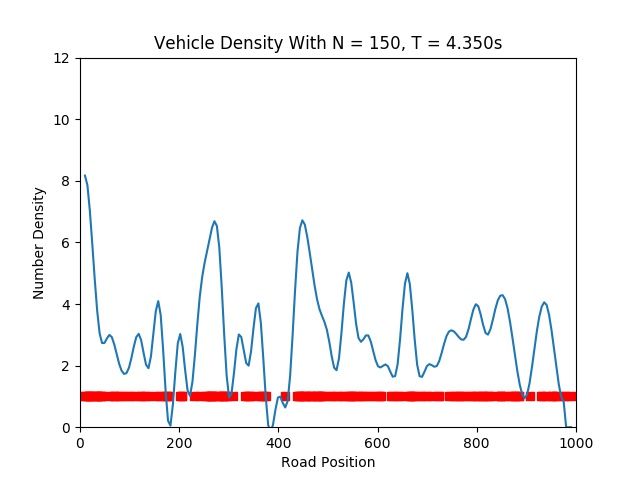 Vehicle Density With N = 150, T = 4.350s
12
10
8
6
4
2
0
Number Density
0 200 400 600 800 1000
Road Position